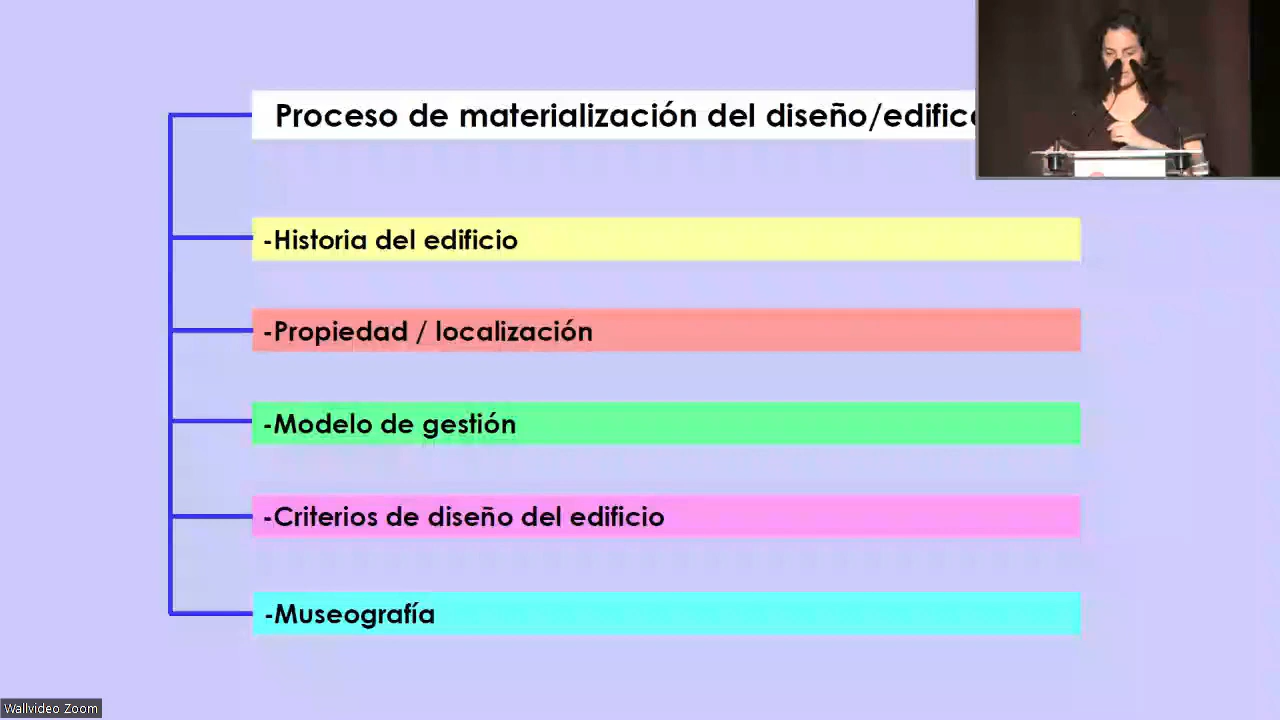 Proceso de materialización del diseño/edific
-Historia del edificio
-Propiedad / localización
-Modelo de gestión
-Criterios de diseño del edificio
-Museografía
Wallvideo Zoom